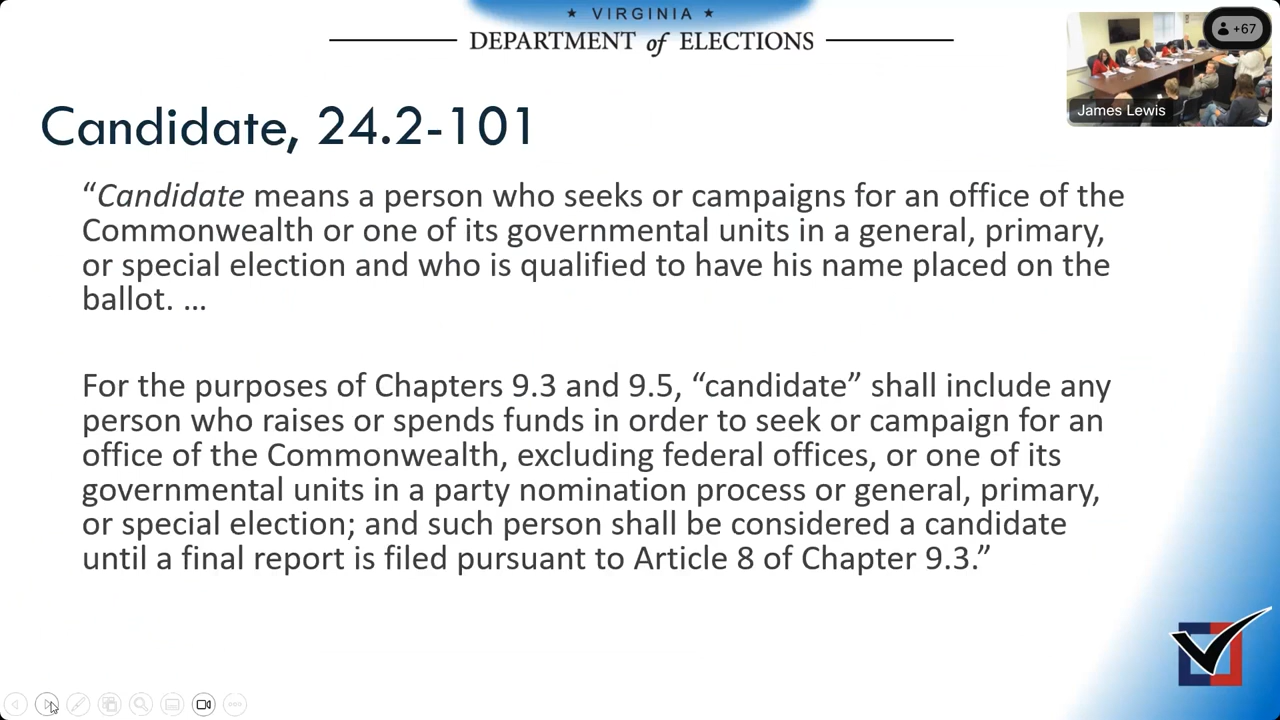 ★ VIRGINIA ★
DEPARTMENT of ELECTIONS
+67
James Lewis
Candidate, 24.2-101
“Candidate means a person who seeks or campaigns for an office of the
Commonwealth or one of its governmental units in a general, primary,
or special election and who is qualified to have his name placed on the
ballot. …
For the purposes of Chapters 9.3 and 9.5, “candidate” shall include any
person who raises or spends funds in order to seek or campaign for an
office of the Commonwealth, excluding federal offices, or one of its
governmental units in a party nomination process or general, primary,
or special election; and such person shall be considered a candidate
until a final report is filed pursuant to Article 8 of Chapter 9.3.”